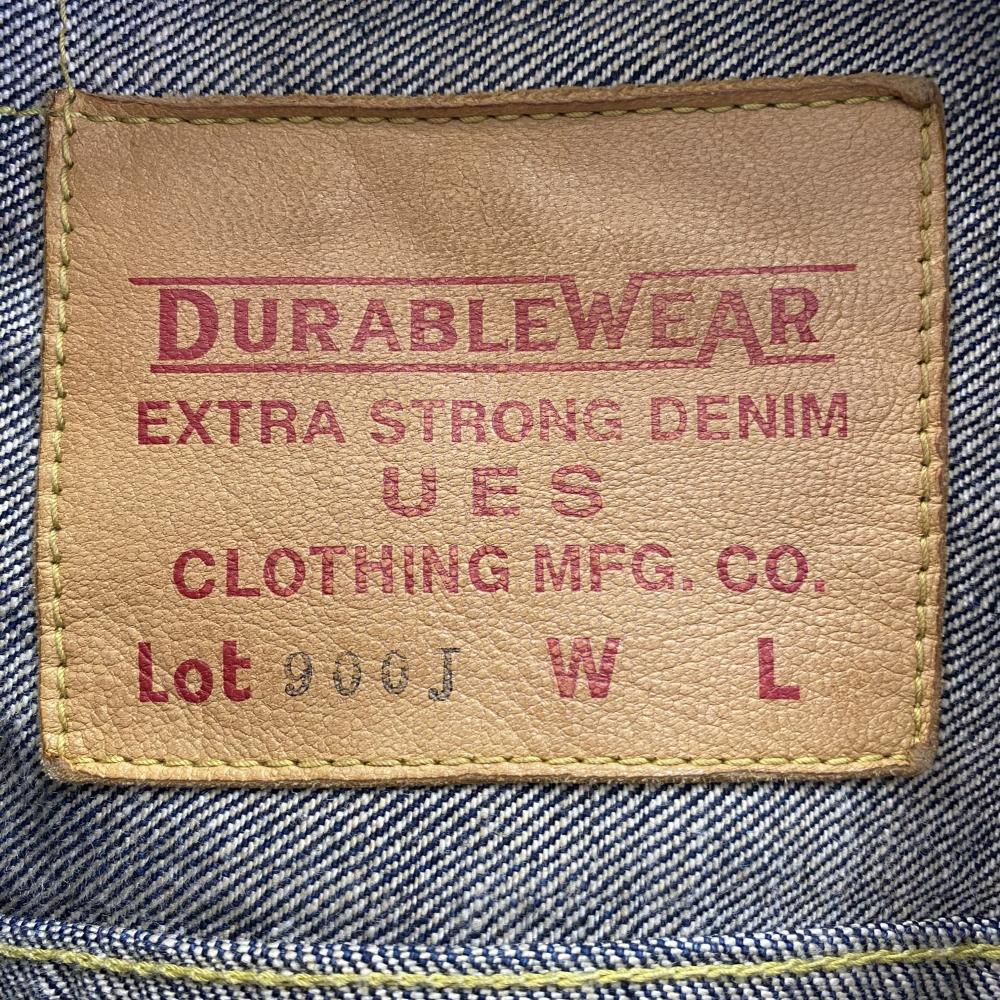 DURABLEWEAR
EXTRA STRONG DENIM
UES
CLOTHING MFG. CO.
Lot 900J W L